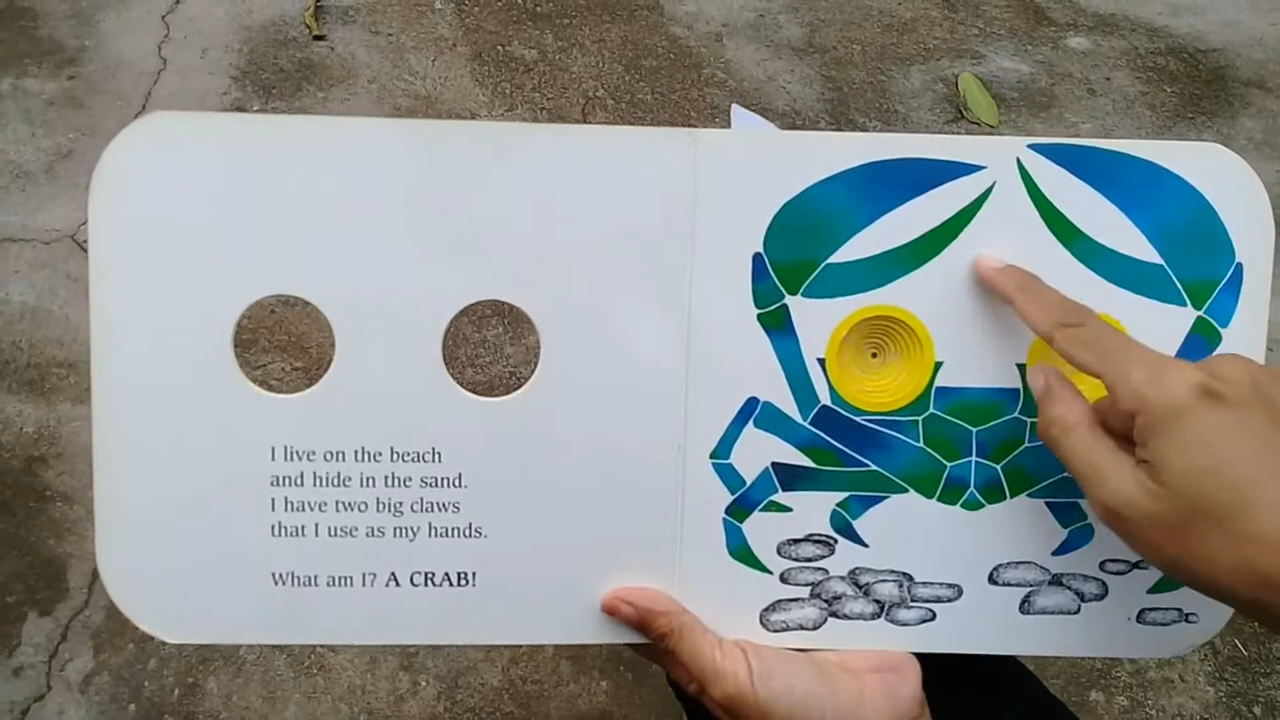 I live on the beach
and hide in the sand.
I have two big claws
that I use as my hands.
What am I? A CRAB!